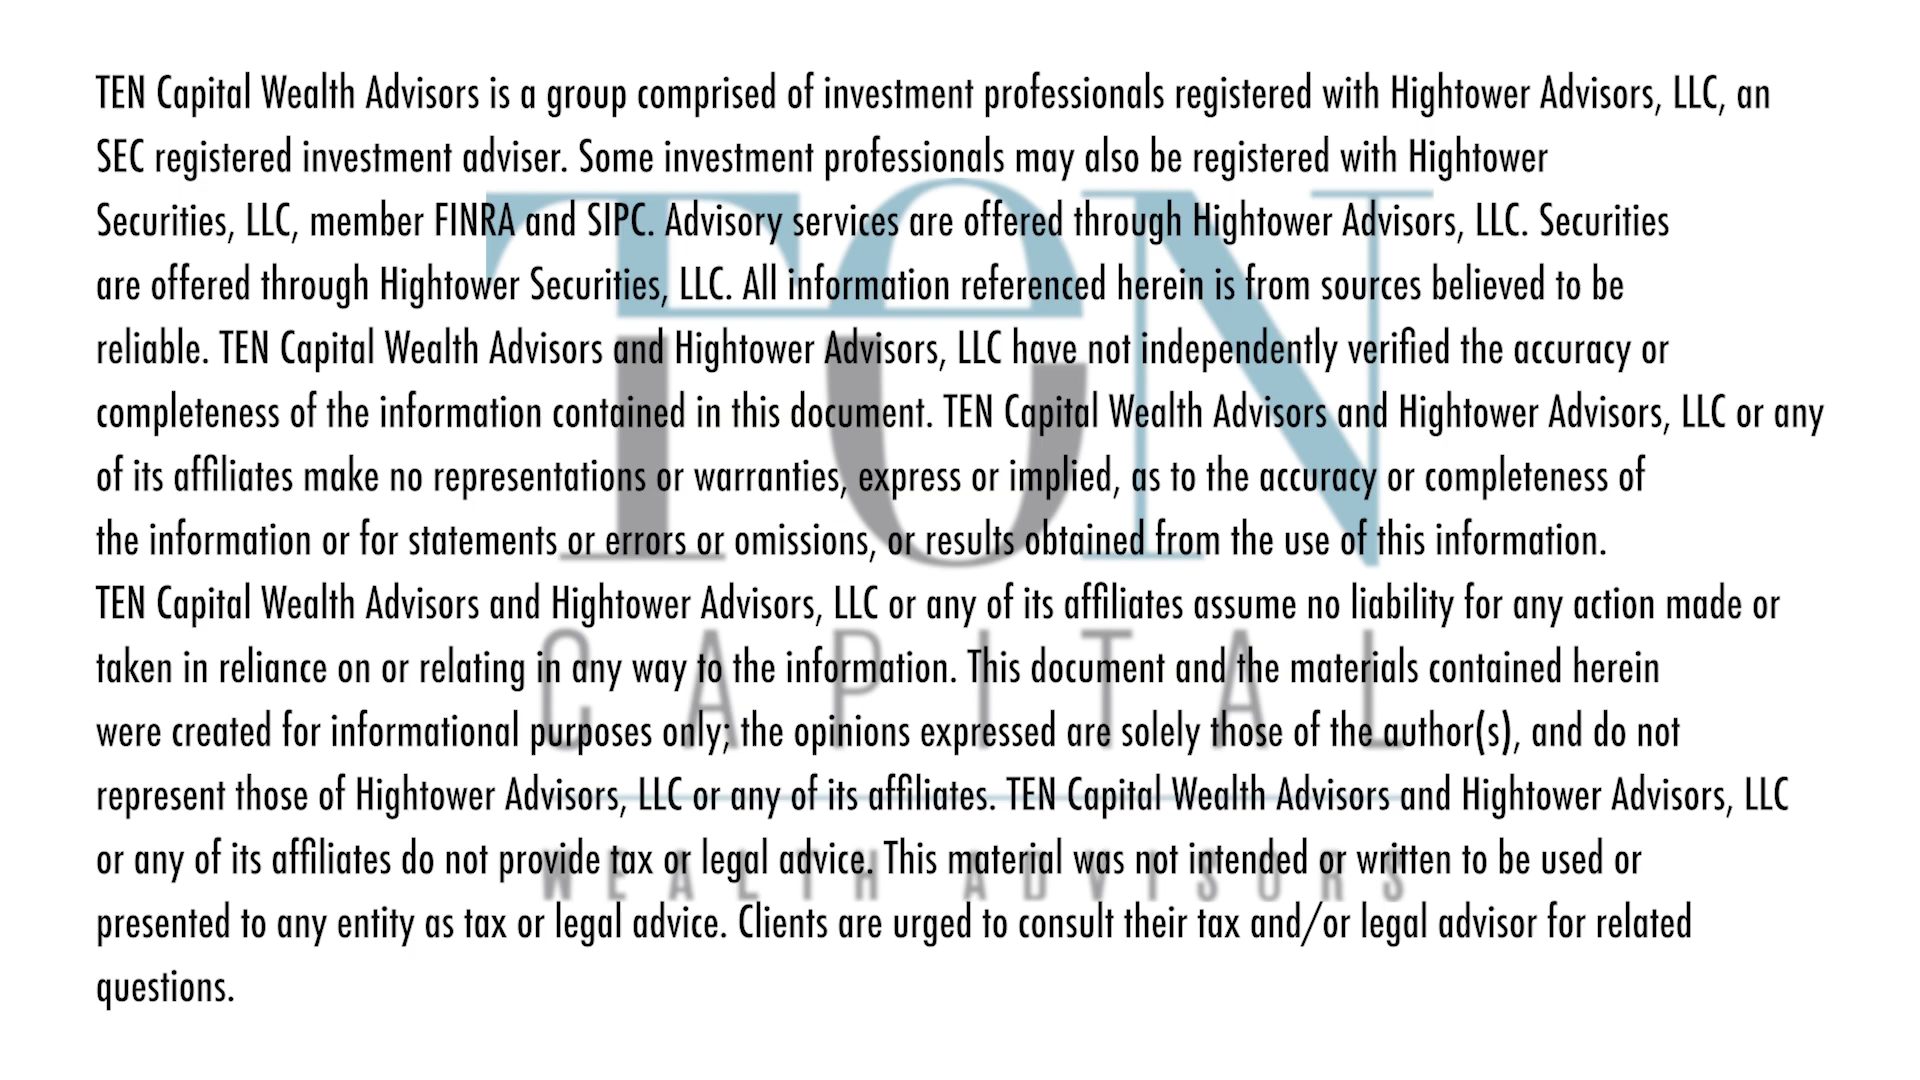 TEN Capital Wealth Advisors is a group comprised of investment professionals registered with Hightower Advisors, LLC, an
SEC registered investment adviser. Some investment professionals may also be registered with Hightower
Securities, LLC, member FINRA and SIPC. Advisory services are offered through Hightower Advisors, LLC. Securities
are offered through Hightower Securities, LLC. All information referenced herein is from sources believed to be
reliable. TEN Capital Wealth Advisors and Hightower Advisors, LLC have not independently verified the accuracy or
completeness of the information contained in this document. TEN Capital Wealth Advisors and Hightower Advisors, LLC or any
of its affiliates make no representations or warranties, express or implied, as to the accuracy or completeness of
the information or for statements or errors or omissions, or results obtained from the use of this information.
TEN Capital Wealth Advisors and Hightower Advisors, LLC or any of its affiliates assume no liability for any action made or
taken in reliance on or relating in any way to the information. This document and the materials contained herein
were created for informational purposes only; the opinions expressed are solely those of the author(s), and do not
represent those of Hightower Advisors, LLC or any of its affiliates. TEN Capital Wealth Advisors and Hightower Advisors, LLC
or any of its affiliates do not provide tax or legal advice. This material was not intended or written to be used or
presented to any entity as tax or legal advice. Clients are urged to consult their tax and/or legal advisor for related
questions.
TEN
CAPITAL
WEALTH ADVISORS